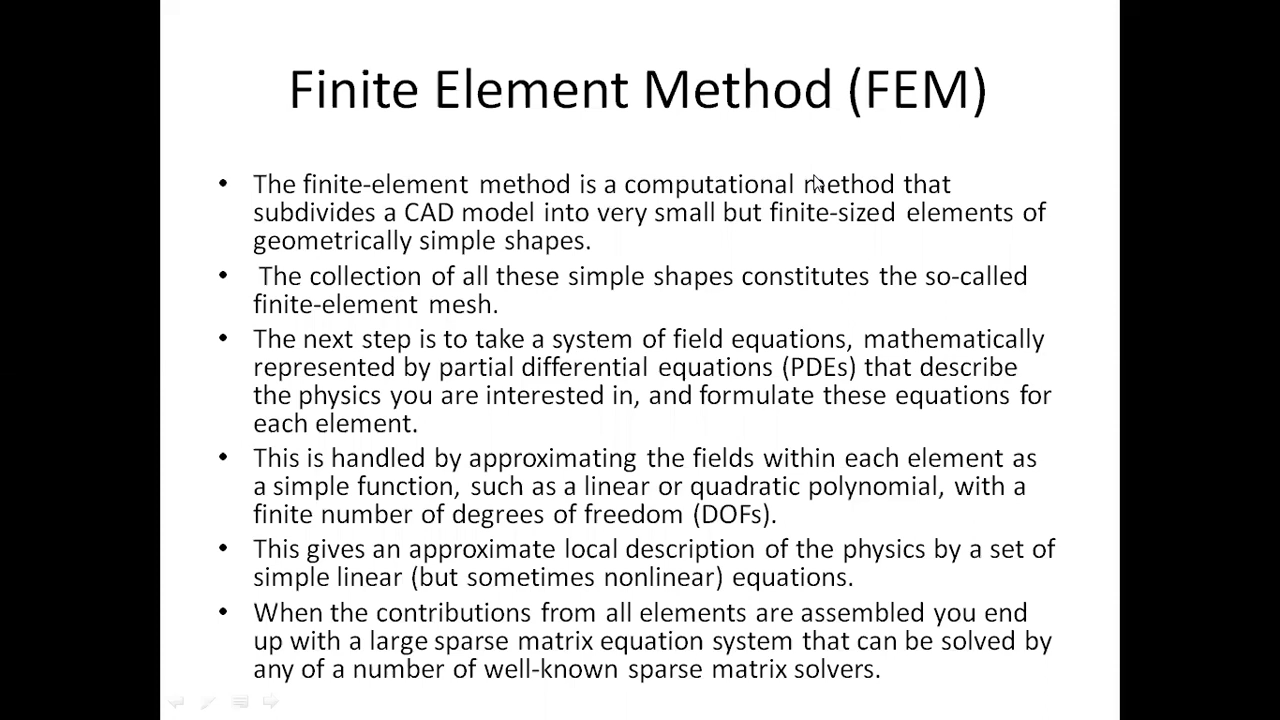 Finite Element Method (FEM)
• The finite-element method is a computational method that
subdivides a CAD model into very small but finite-sized elements of
geometrically simple shapes.
• The collection of all these simple shapes constitutes the so-called
finite-element mesh.
• The next step is to take a system of field equations, mathematically
represented by partial differential equations (PDEs) that describe
the physics you are interested in, and formulate these equations for
each element.
• This is handled by approximating the fields within each element as
a simple function, such as a linear or quadratic polynomial, with a
finite number of degrees of freedom (DOFs).
• This gives an approximate local description of the physics by a set of
simple linear (but sometimes nonlinear) equations.
• When the contributions from all elements are assembled you end
up with a large sparse matrix equation system that can be solved by
any of a number of well-known sparse matrix solvers.